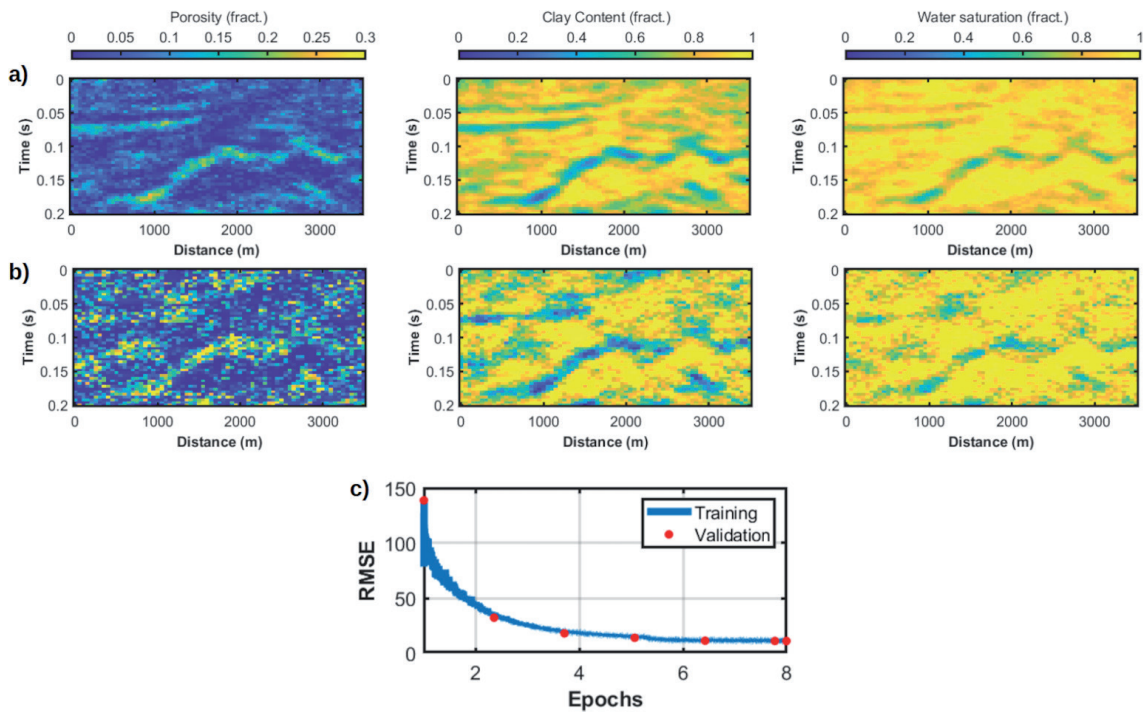 Porosity (fract.) Clay Content (fract.) Water saturation (fract.)
0 0.05 0.1 0.15 0.2 0.25 0.3 0 0.2 0.4 0.6 0.8 1 0 0.2 0.4 0.6 0.8 1
a)
0 0 0
0.05 0.05 0.05
0.1 0.1 0.1
0.15 0.15 0.15
0.2 0.2 0.2
Time (s) Time (s) Time (s)
0 1000 2000 3000 0 1000 2000 3000 0 1000 2000 3000
Distance (m) Distance (m) Distance (m)
b)
0 0 0
0.05 0.05 0.05
0.1 0.1 0.1
0.15 0.15 0.15
0.2 0.2 0.2
Time (s) Time (s) Time (s)
0 1000 2000 3000 0 1000 2000 3000 0 1000 2000 3000
Distance (m) Distance (m) Distance (m)
c)
150
100
50
0
RMSE
Training
Validation
2 4 6 8
Epochs